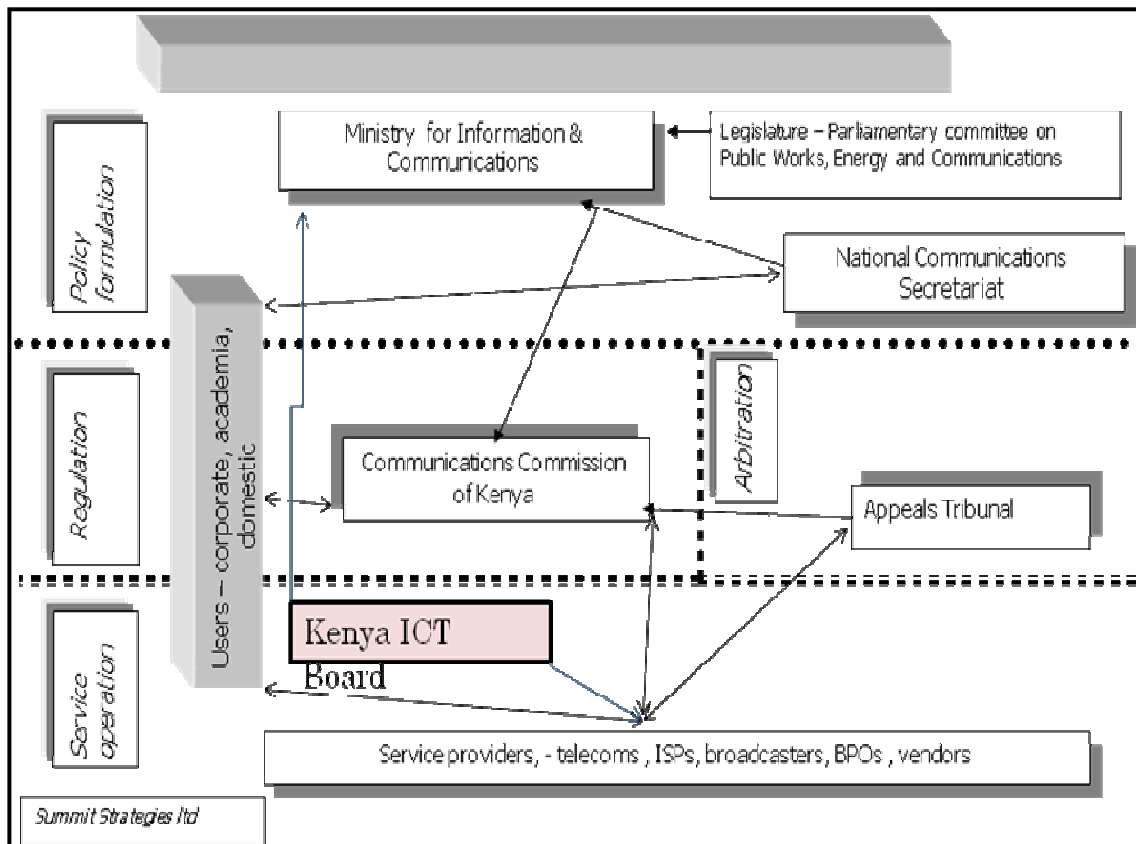 Ministry for Information &
Communications
Legislature – Parliamentary committee on
Public Works, Energy and Communications
Policy
formulation
National Communications
Secretariat
Users – corporate, academia,
domestic
Regulation
Communications Commission
of Kenya
Arbitration
Appeals Tribunal
Kenya ICT
Board
Service
operation
Service providers, - telecoms , ISPs, broadcasters, BPOs , vendors
Summit Strategies ltd